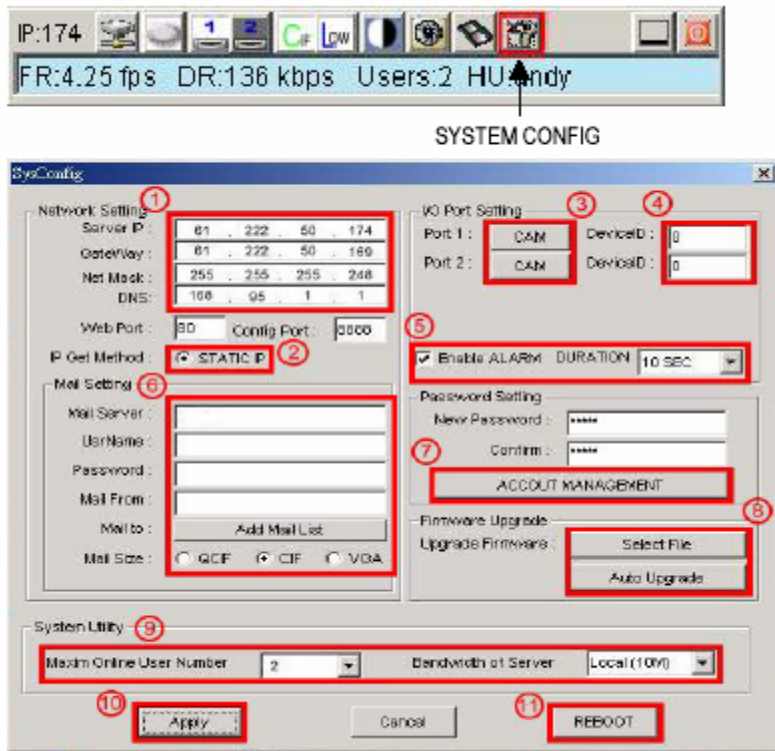 IP:174 1 2 CIF LOW
FR:4.25 fps DR:136 kbps Users:2 HU:andy
SYSTEM CONFIG
SysConfig
Network Setting
①
Server IP : 61 . 222 . 50 . 174
GateWay : 61 . 222 . 50 . 169
Net Mask : 255 . 255 . 255 . 248
DNS: 168 . 95 . 1 . 1
Web Port : 80 Config Port :
IP Get Method : STATIC IP ②
Mail Setting ⑥
Mail Server :
UsrName :
Password :
Mail From :
Mail to : Add Mail List
Mail Size : QCIF CIF VGA
I/O Port Setting ③ ④
Port 1 : CAM DeviceID : 0
Port 2 : CAM DeviceID : 0
⑤
Enable ALARM DURATION 10 SEC
Password Setting
New Password : *****
Confirm : *****
⑦
ACCOUT MANAGEMENT
⑧
Firmware Upgrade
Upgrade Firmware : Select File
Auto Upgrade
System Utility ⑨
Maxim Online User Number 2 Bandwidth of Server Local (10M)
⑩ Apply Cancel ⑪ REBOOT